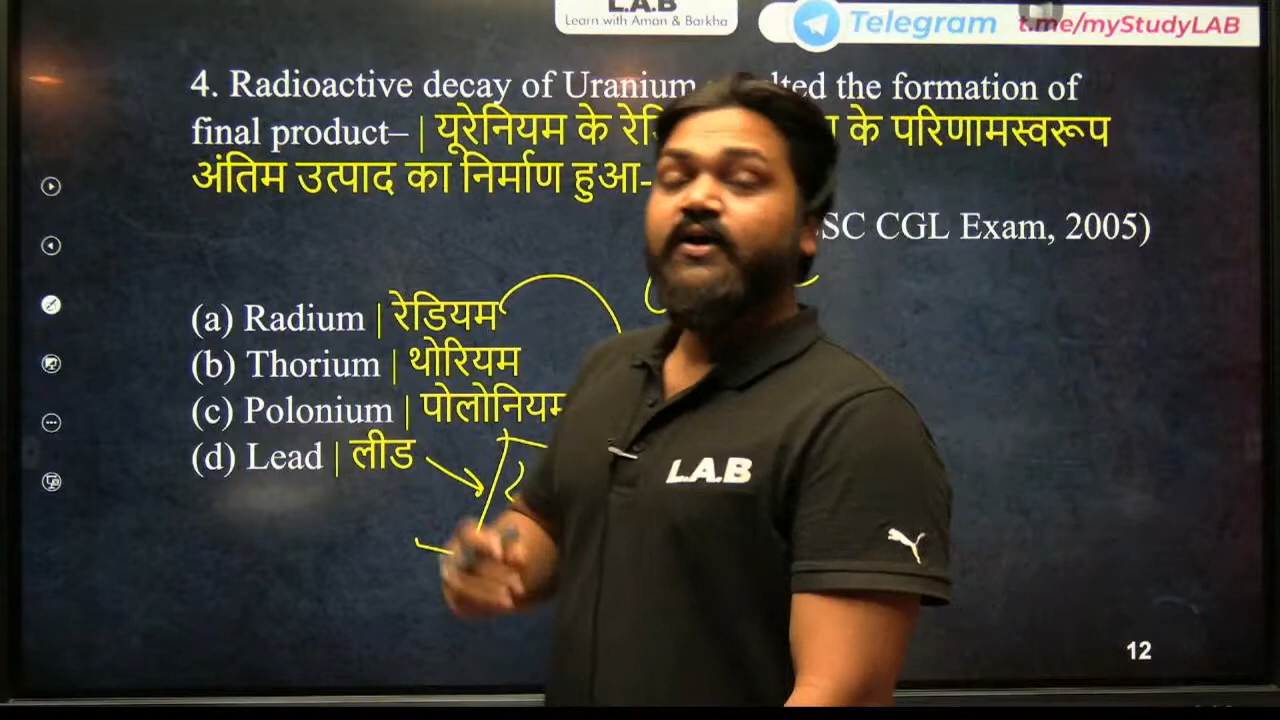 L.A.B
Learn with Aman & Barkha
Telegram t.me/myStudyLAB
4. Radioactive decay of Uranium the formation of
final product– | यूरेनियम के के परिणामस्वरूप
अंतिम उत्पाद का निर्माण हुआ-
CGL Exam, 2005)
(a) Radium | रेडियम
(b) Thorium | थोरियम
(c) Polonium | पोलोनियम
(d) Lead | लीड
L.A.B
12